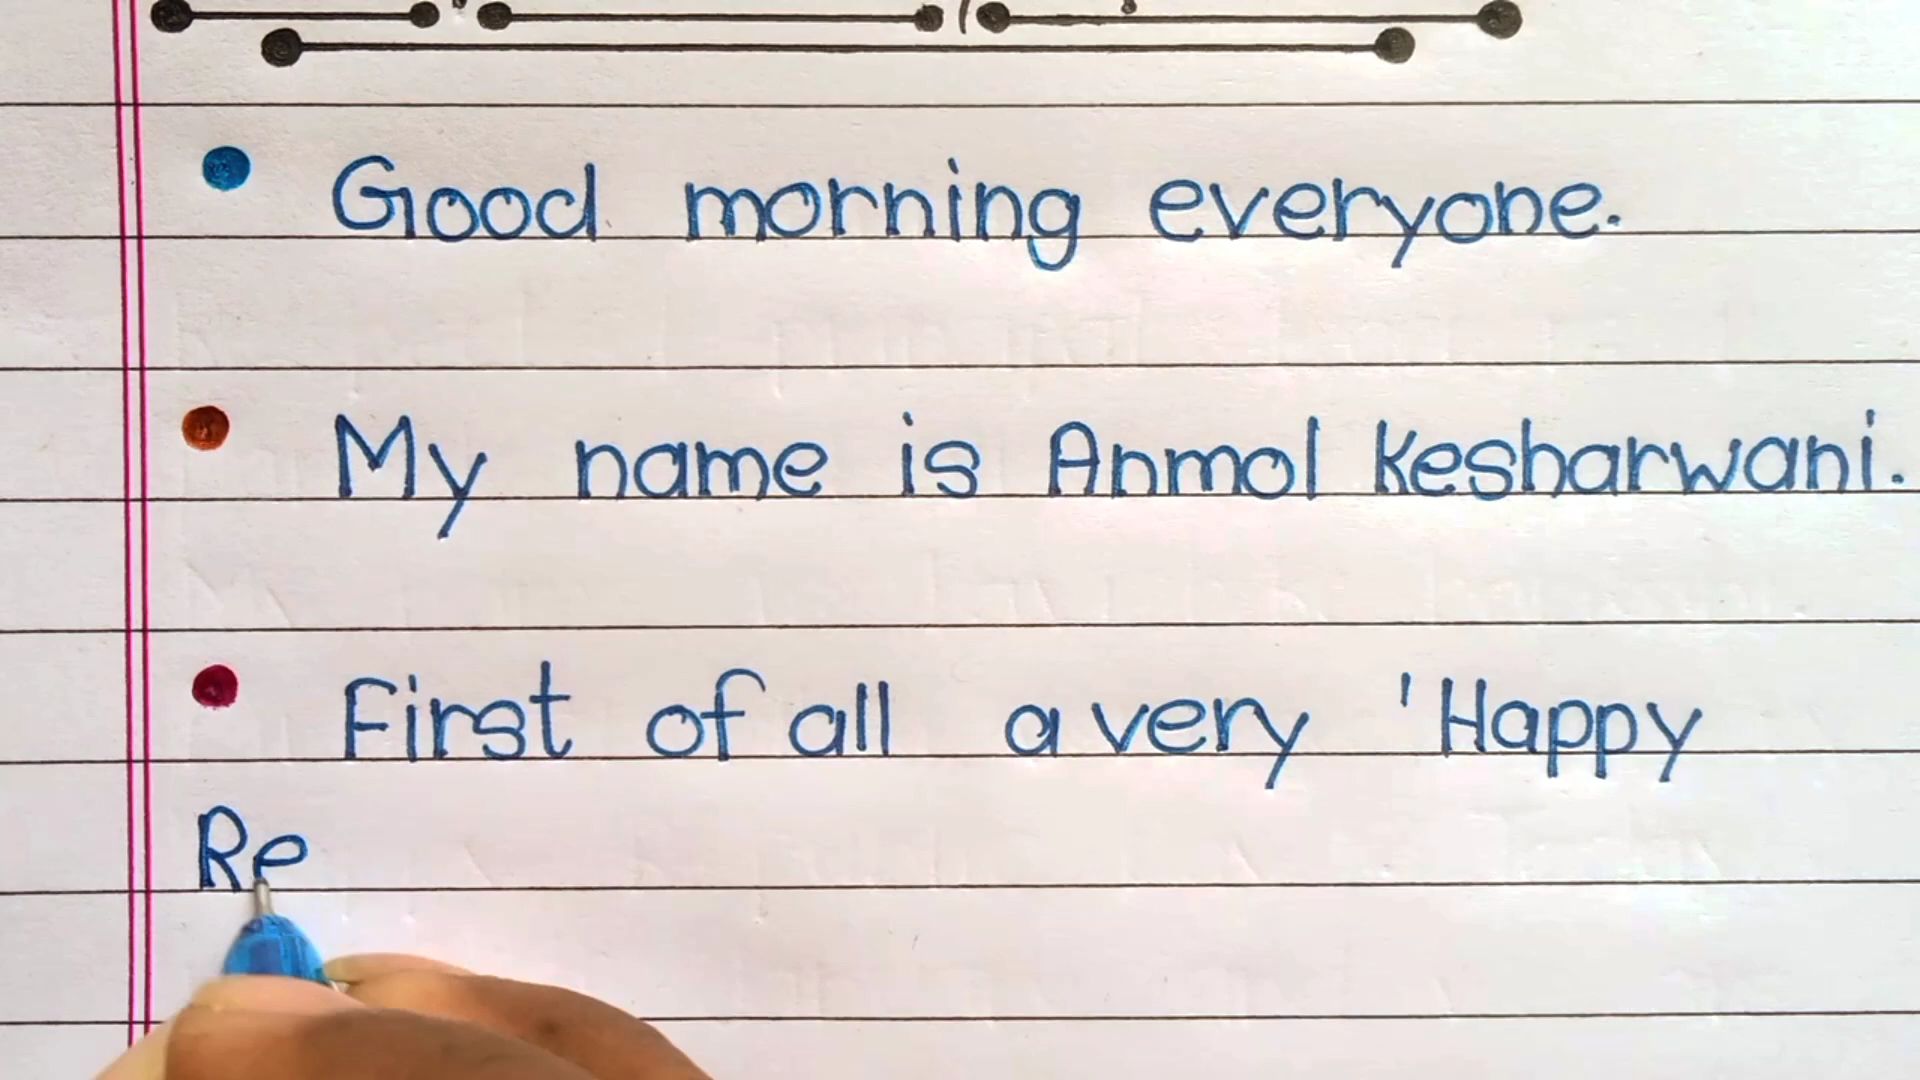 Good morning everyone.
My name is Anmol Kesharwani.
First of all a very 'Happy
Re